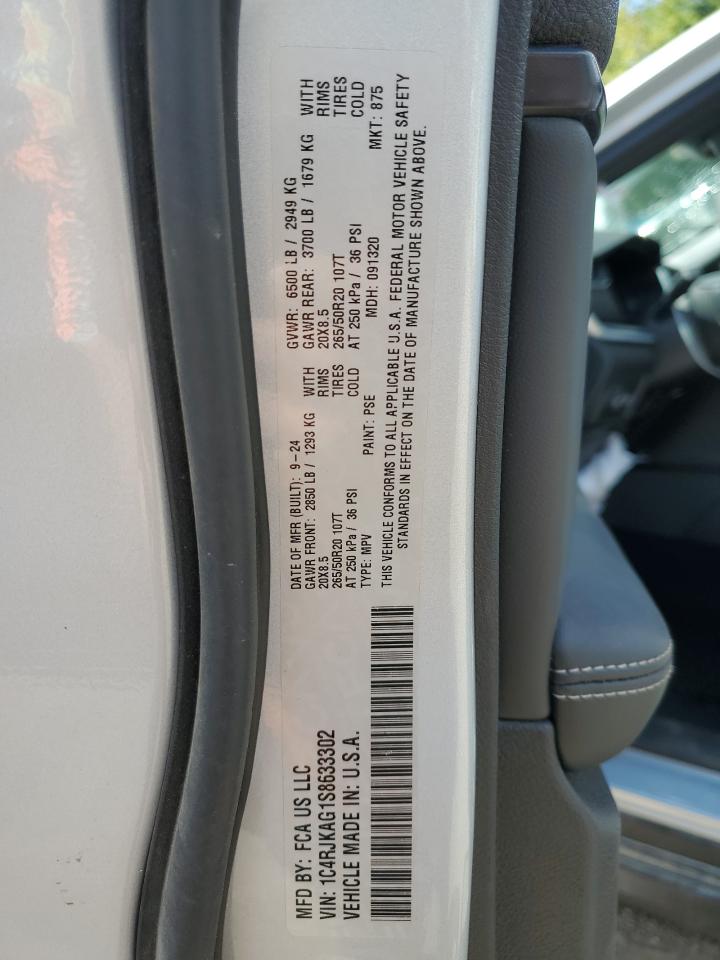 MFD BY: FCA US LLC
VIN: 1C4RJKAG1S8633302
VEHICLE MADE IN: U.S.A.
DATE OF MFR (BUILT): 9-24 GVWR: 6500 LB / 2949 KG
GAWR FRONT: 2850 LB / 1293 KG WITH GAWR REAR: 3700 LB / 1679 KG WITH
20X8.5 RIMS 20X8.5 RIMS
265/50R20 107T TIRES 265/50R20 107T TIRES
AT 250 kPa / 36 PSI COLD AT 250 kPa / 36 PSI COLD
TYPE: MPV PAINT: PSE MDH: 091320 MKT: 875
THIS VEHICLE CONFORMS TO ALL APPLICABLE U.S.A. FEDERAL MOTOR VEHICLE SAFETY
STANDARDS IN EFFECT ON THE DATE OF MANUFACTURE SHOWN ABOVE.